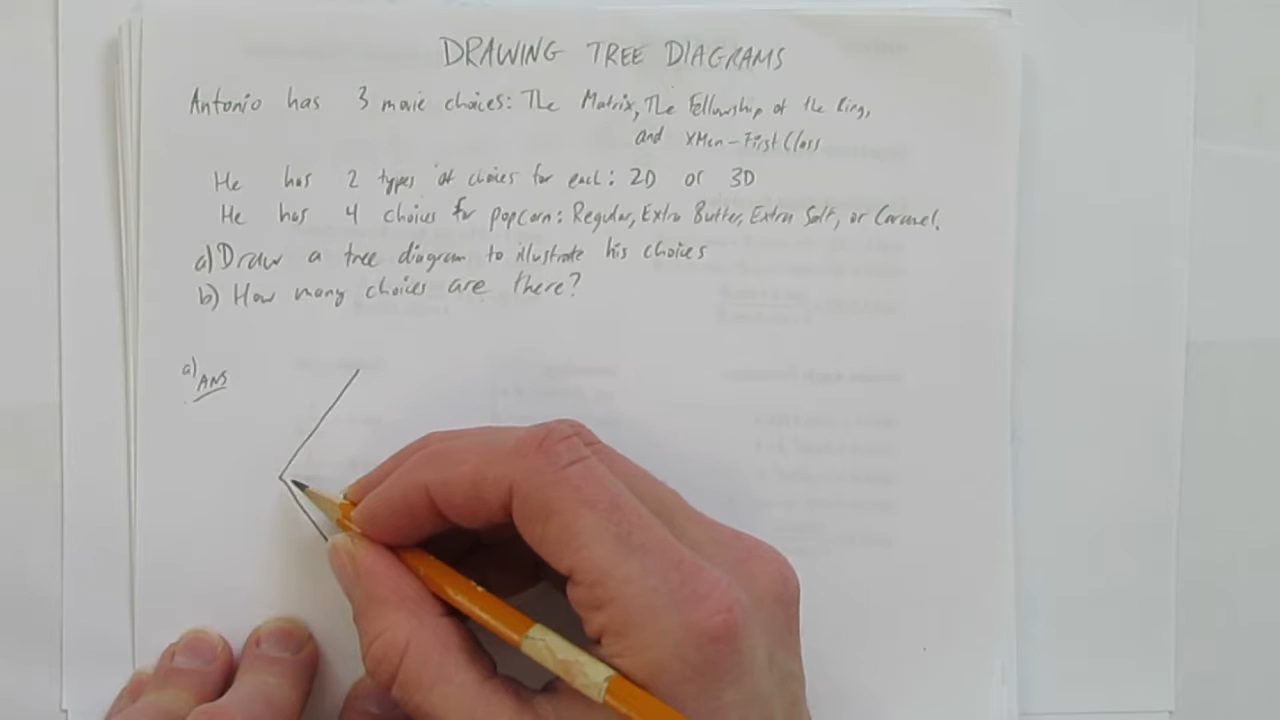 DRAWING TREE DIAGRAMS
Antonio has 3 movie choices: The Matrix, The Fellowship of the Ring,
and XMen - First Class
He has 2 types of choices for each: 2D or 3D
He has 4 choices for popcorn: Regular, Extra Butter, Extra Salt, or Caramel.
a) Draw a tree diagram to illustrate his choices
b) How many choices are there?
a) ANS